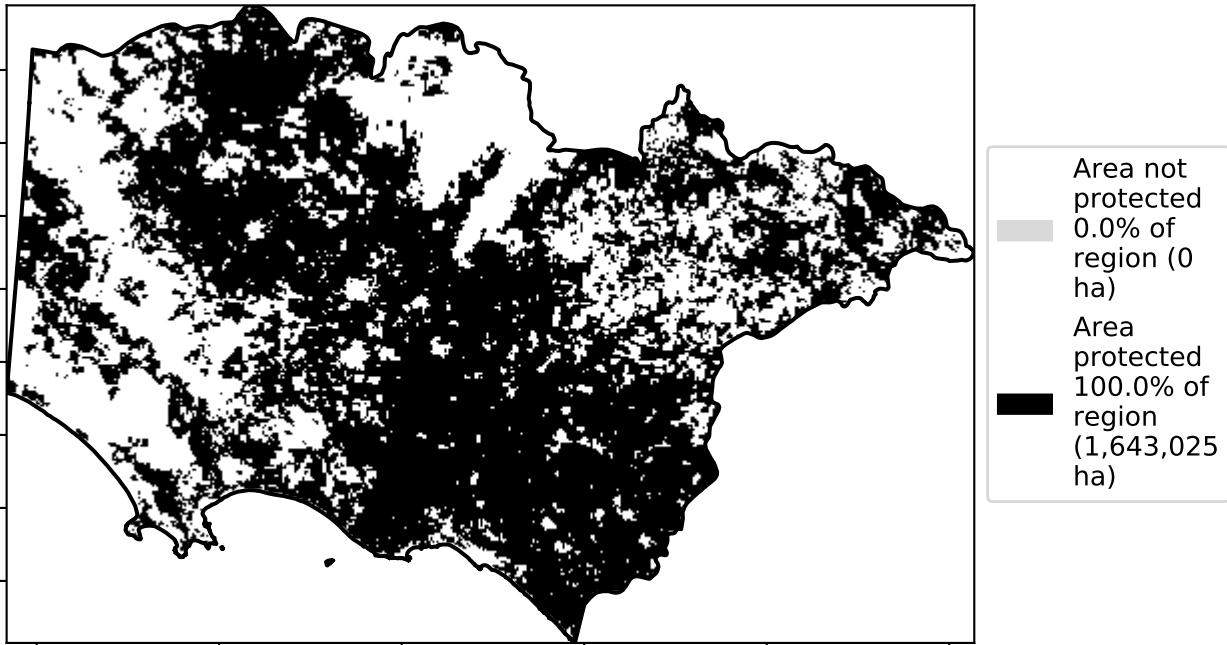 Area not
protected
0.0% of
region (0
ha)
Area
protected
100.0% of
region
(1,643,025
ha)